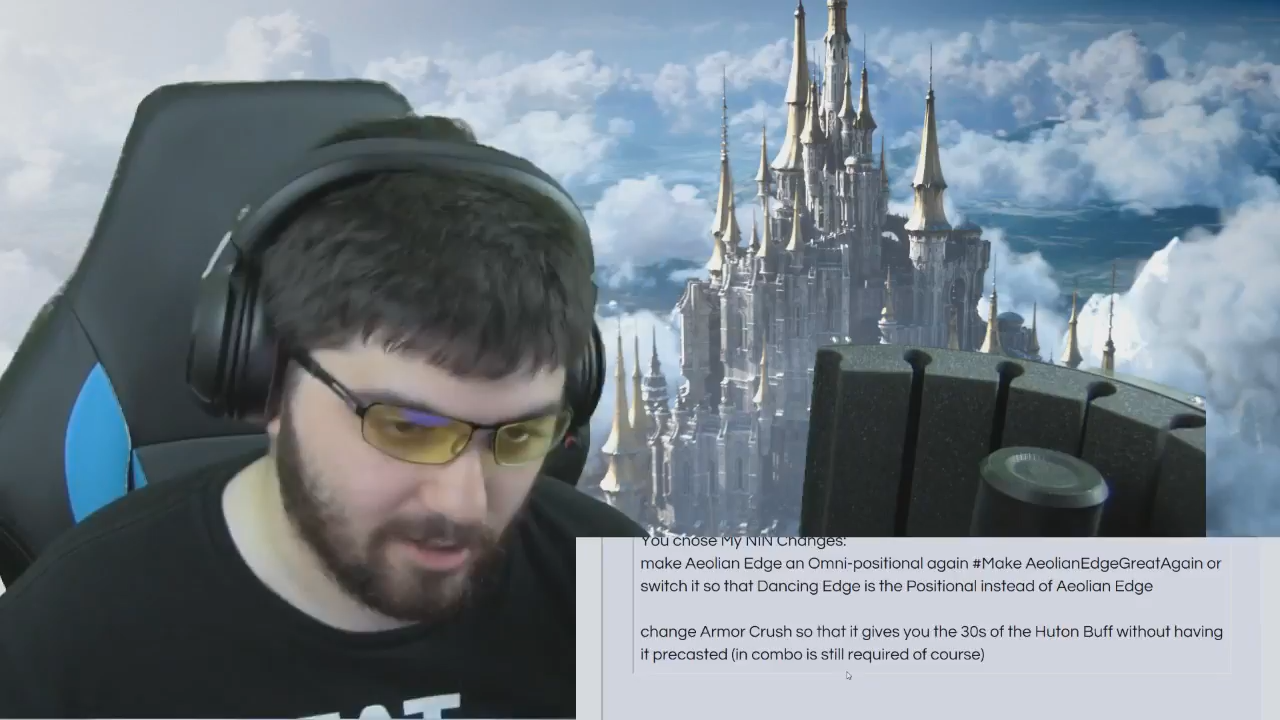 You chose My NIN Changes:
make Aeolian Edge an Omni-positional again #Make AeolianEdgeGreatAgain or
switch it so that Dancing Edge is the Positional instead of Aeolian Edge
change Armor Crush so that it gives you the 30s of the Huton Buff without having
it precasted (in combo is still required of course)